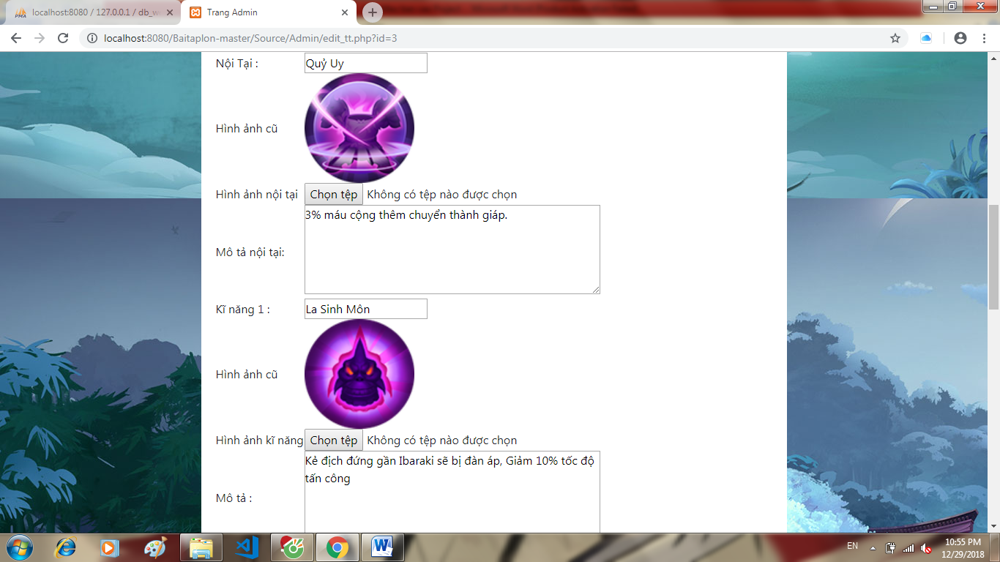 localhost:8080 / 127.0.0.1 / db_w
Trang Admin
localhost:8080/Baitaplon-master/Source/Admin/edit_tt.php?id=3
Nội Tại :
Quỷ Uy
Hình ảnh cũ
Hình ảnh nội tại
Chọn tệp Không có tệp nào được chọn
Mô tả nội tại:
3% máu cộng thêm chuyển thành giáp.
Kĩ năng 1 :
La Sinh Môn
Hình ảnh cũ
Hình ảnh kĩ năng
Chọn tệp Không có tệp nào được chọn
Mô tả :
Kẻ địch đứng gần Ibaraki sẽ bị đàn áp, Giảm 10% tốc độ
tấn công
EN
10:55 PM
12/29/2018